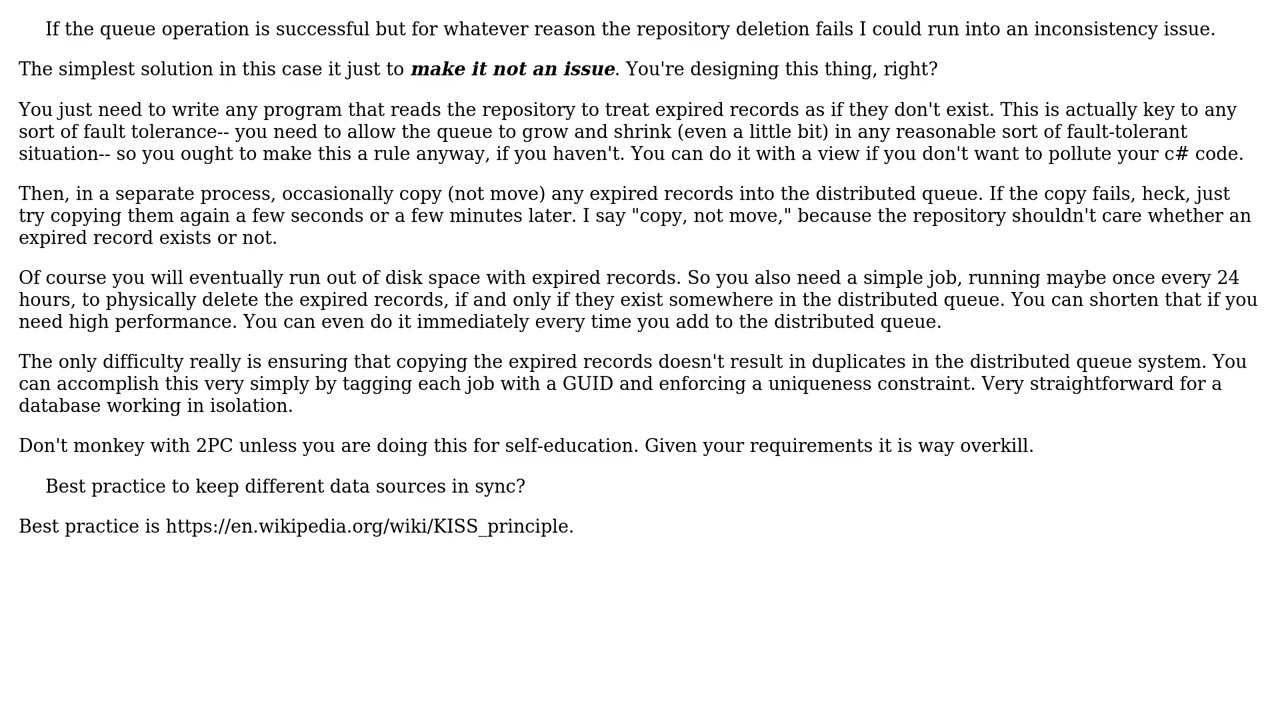 If the queue operation is successful but for whatever reason the repository deletion fails I could run into an inconsistency issue.
The simplest solution in this case it just to make it not an issue. You're designing this thing, right?
You just need to write any program that reads the repository to treat expired records as if they don't exist. This is actually key to any
sort of fault tolerance-- you need to allow the queue to grow and shrink (even a little bit) in any reasonable sort of fault-tolerant
situation-- so you ought to make this a rule anyway, if you haven't. You can do it with a view if you don't want to pollute your c# code.
Then, in a separate process, occasionally copy (not move) any expired records into the distributed queue. If the copy fails, heck, just
try copying them again a few seconds or a few minutes later. I say "copy, not move," because the repository shouldn't care whether an
expired record exists or not.
Of course you will eventually run out of disk space with expired records. So you also need a simple job, running maybe once every 24
hours, to physically delete the expired records, if and only if they exist somewhere in the distributed queue. You can shorten that if you
need high performance. You can even do it immediately every time you add to the distributed queue.
The only difficulty really is ensuring that copying the expired records doesn't result in duplicates in the distributed queue system. You
can accomplish this very simply by tagging each job with a GUID and enforcing a uniqueness constraint. Very straightforward for a
database working in isolation.
Don't monkey with 2PC unless you are doing this for self-education. Given your requirements it is way overkill.
Best practice to keep different data sources in sync?
Best practice is https://en.wikipedia.org/wiki/KISS_principle.